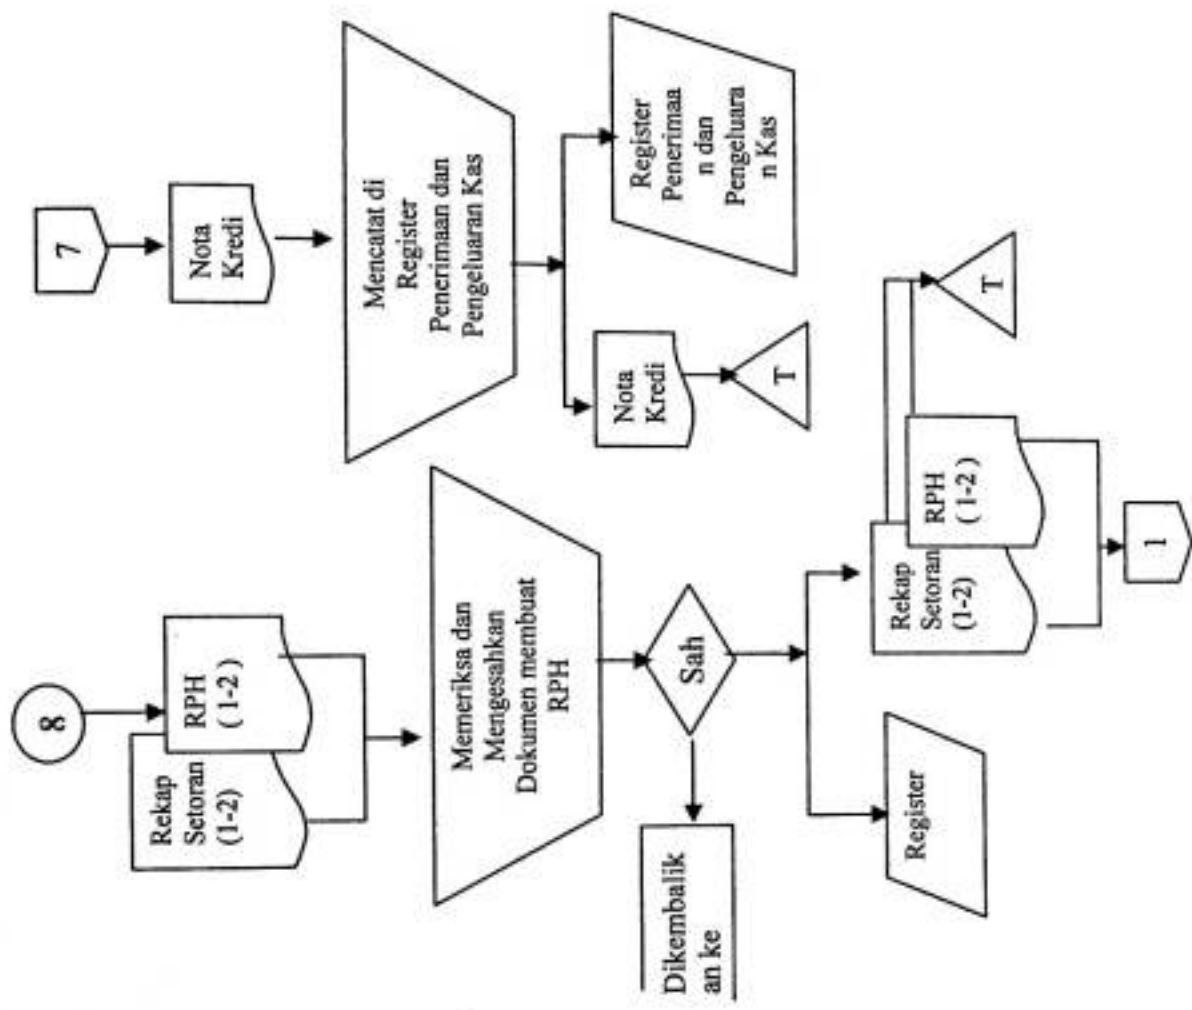 8
Rekap
Setoran
(1-2)
RPH
( 1-2 )
Memeriksa dan
Mengesahkan
Dokumen membuat
RPH
Sah
Dikembalik
an ke
Register
Rekap
Setoran
(1-2)
RPH
( 1-2 )
T
1
7
Nota
Kredi
Mencatat di
Register
Penerimaan dan
Pengeluaran Kas
Nota
Kredi
T
Register
Penerimaa
n dan
Pengeluara
n Kas